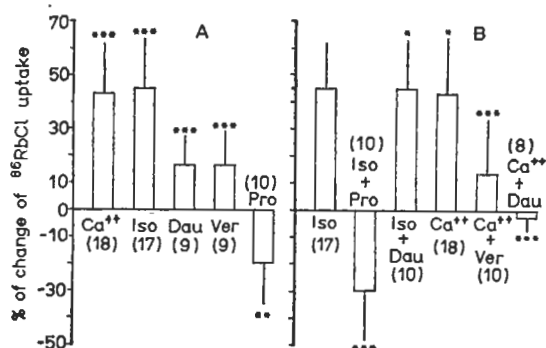 % of change of ⁸⁶RbCl uptake
70
50
30
10
0
-10
-30
-50
A
***
***
***
***
(10)
Pro
Ca⁺⁺
(18)
Iso
(17)
Dau
(9)
Ver
(9)
**
B
*
*
***
(10)
Iso
+
Pro
(8)
Ca⁺⁺
+
Dau
Iso
(17)
Iso
+
Dau
(10)
Ca⁺⁺
(18)
Ca⁺⁺
+
Ver
(10)
***
***